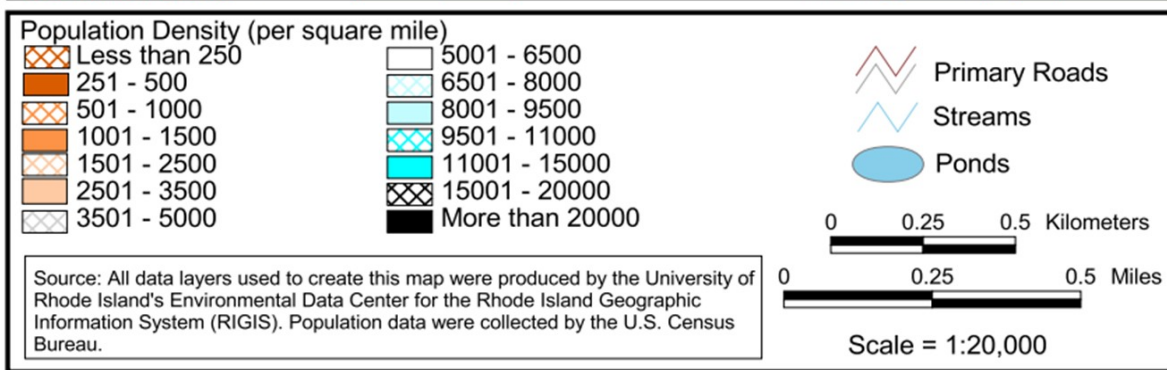 Population Density (per square mile)
Less than 250
251 - 500
501 - 1000
1001 - 1500
1501 - 2500
2501 - 3500
3501 - 5000
5001 - 6500
6501 - 8000
8001 - 9500
9501 - 11000
11001 - 15000
15001 - 20000
More than 20000
Primary Roads
Streams
Ponds
0 0.25 0.5 Kilometers
0 0.25 0.5 Miles
Scale = 1:20,000
Source: All data layers used to create this map were produced by the University of
Rhode Island's Environmental Data Center for the Rhode Island Geographic
Information System (RIGIS). Population data were collected by the U.S. Census
Bureau.